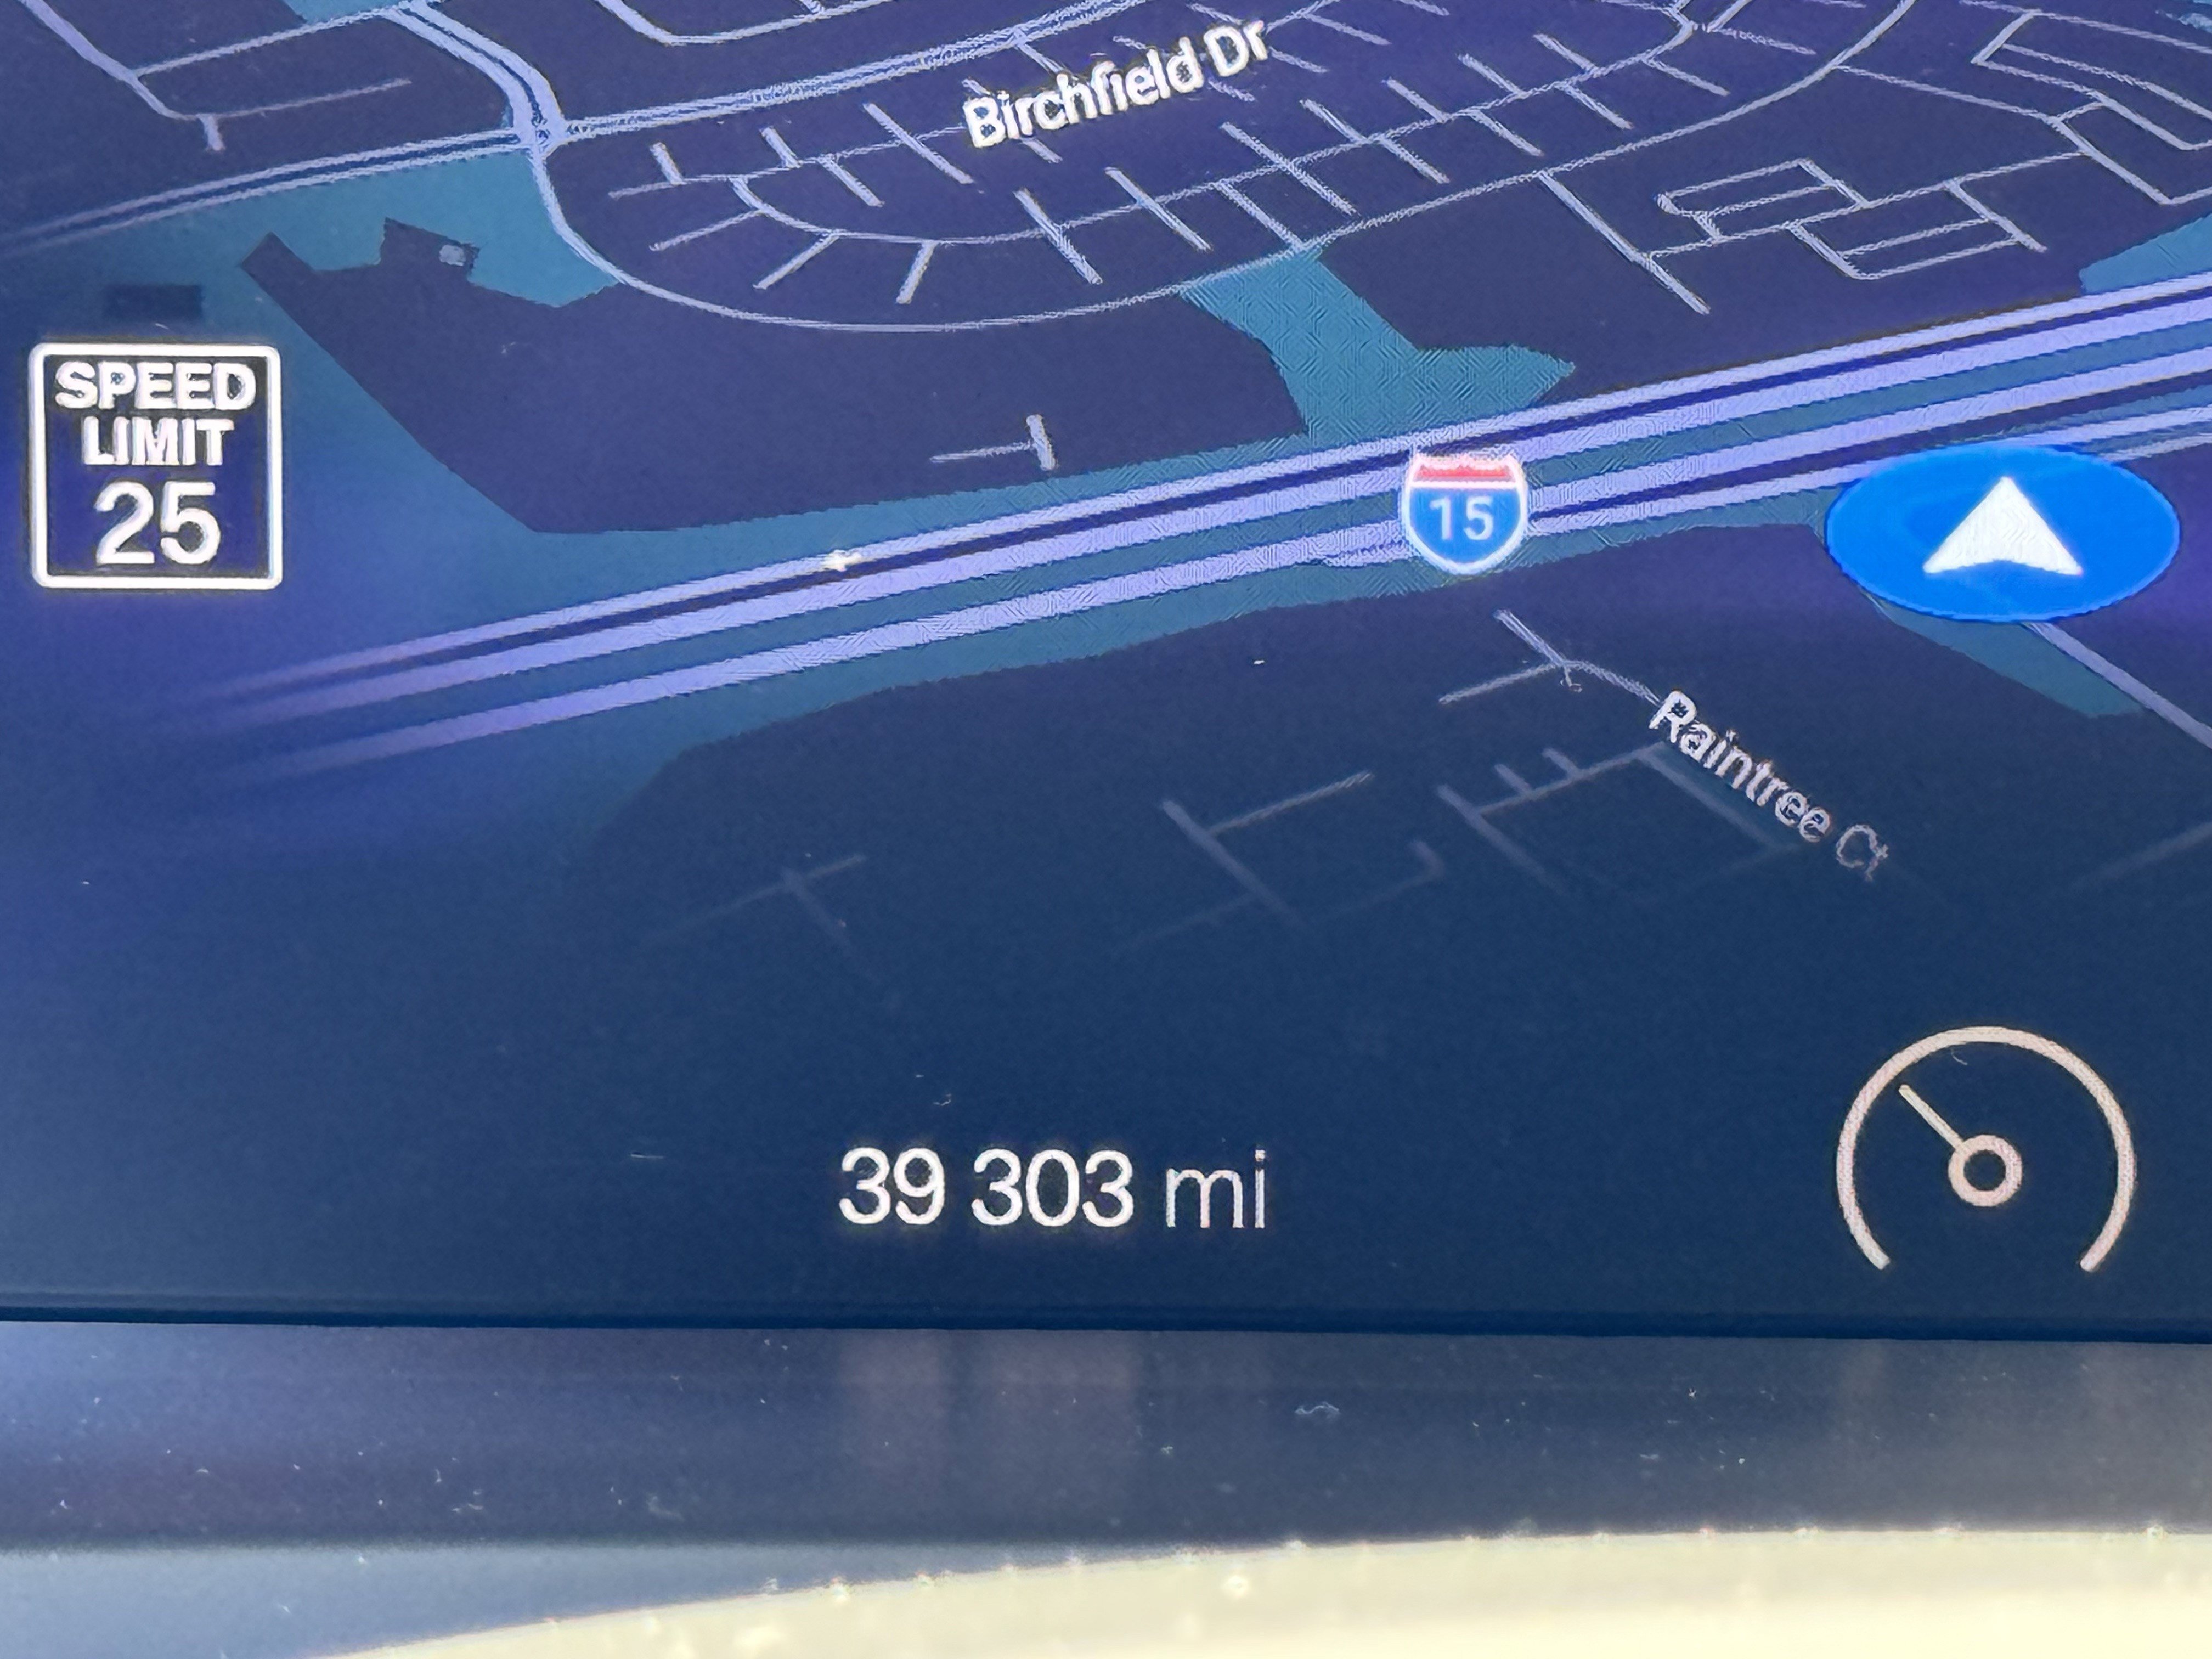 Birchfield Dr
SPEED
LIMIT
25
15
Raintree Ct
39 303 mi